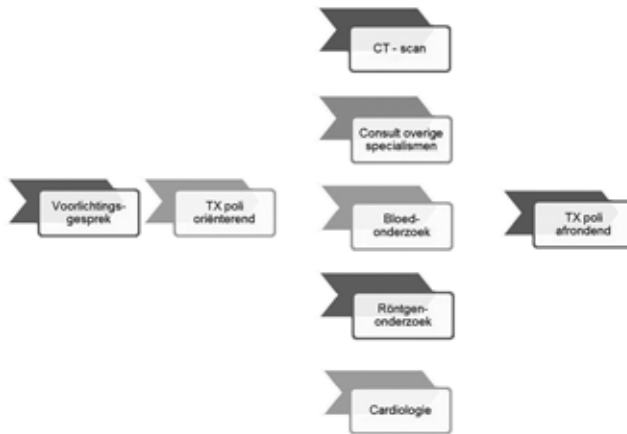 CT - scan
Consult overige
specialismen
Voorlichtings-
gesprek
TX poli
oriënterend
Bloed-
onderzoek
TX poli
afrondend
Röntgen-
onderzoek
Cardiologie